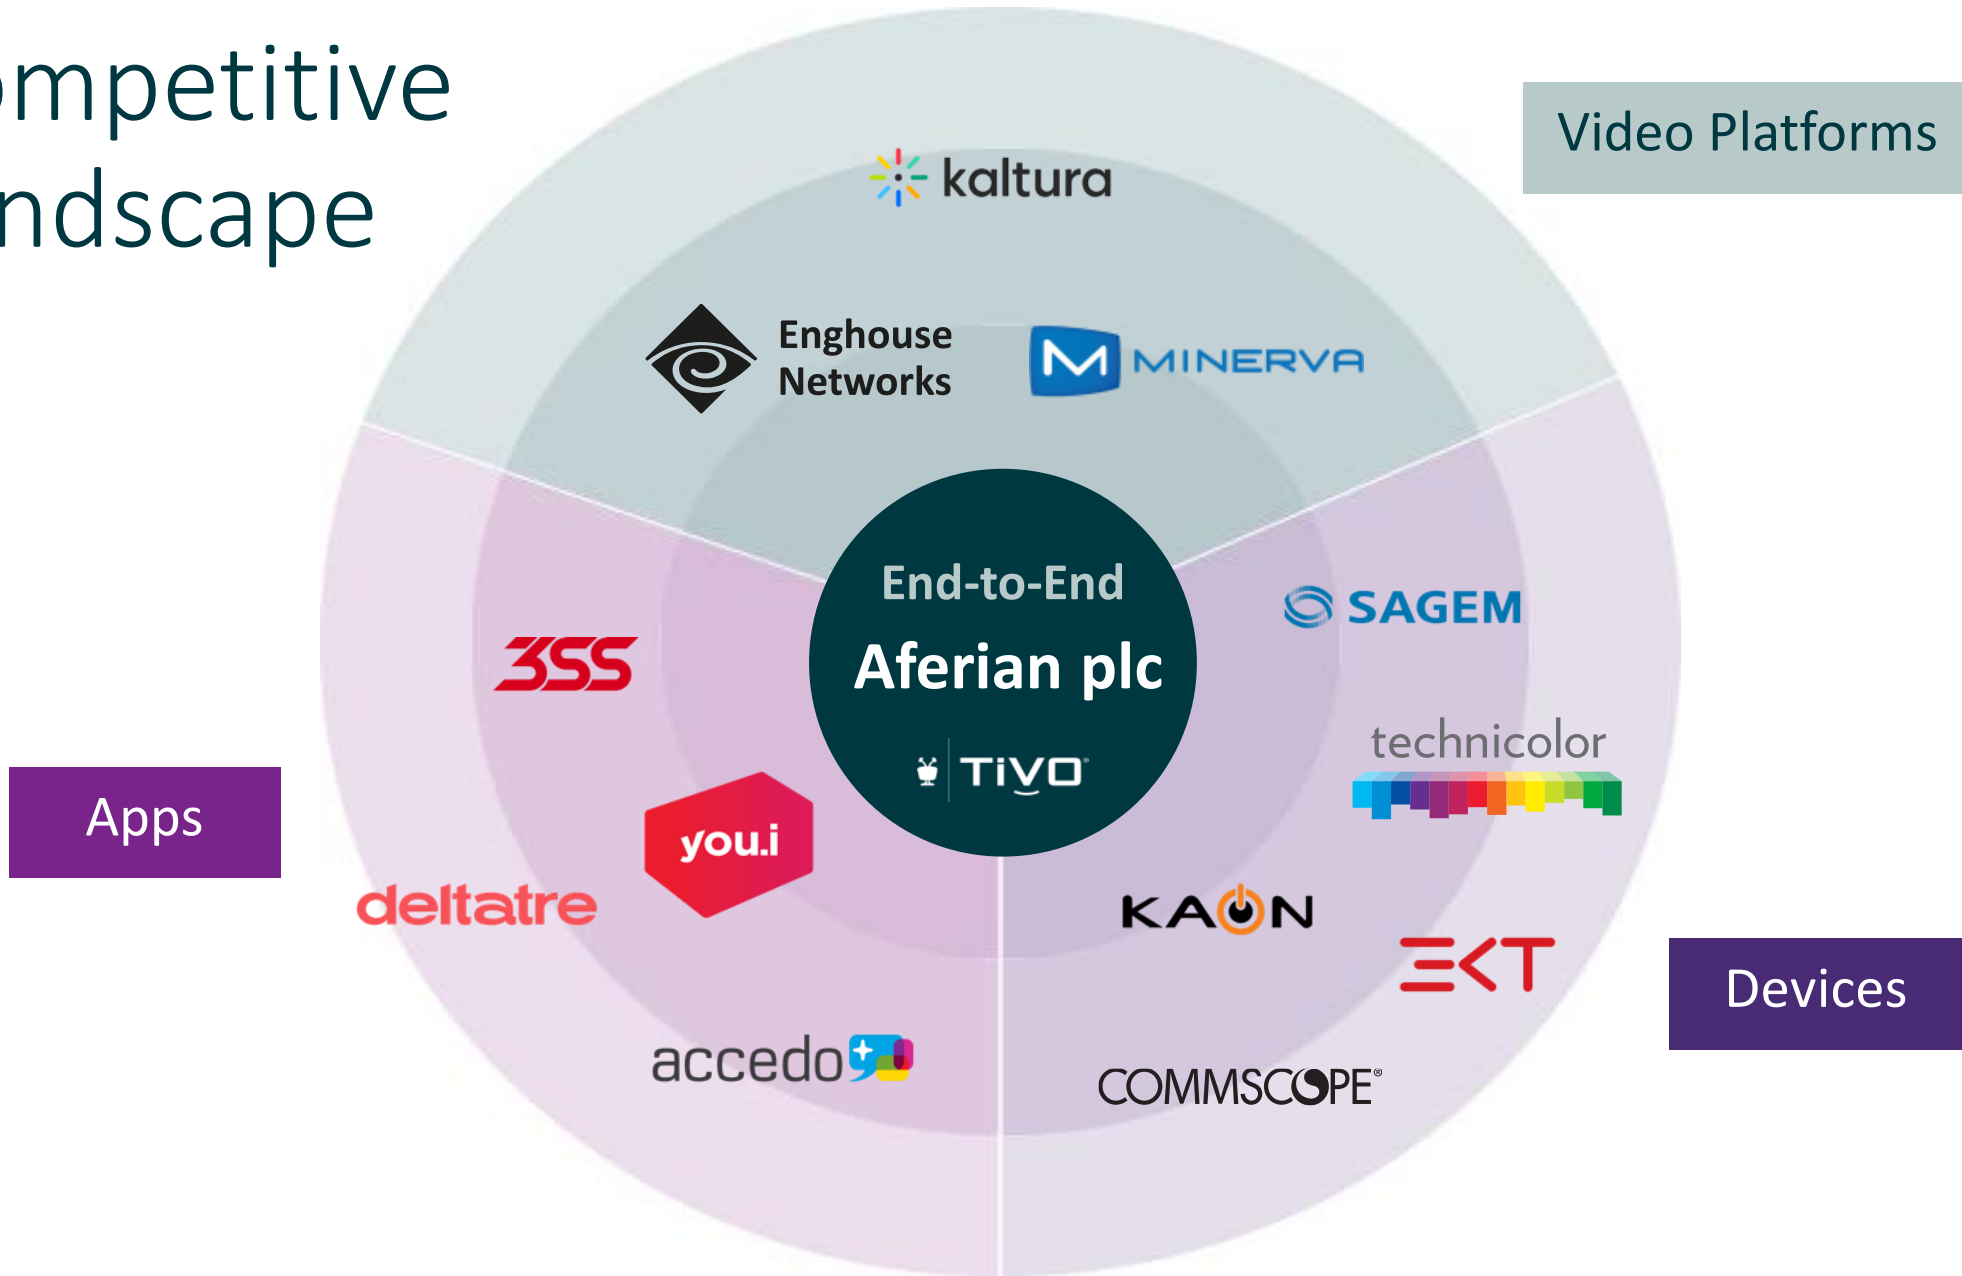 ompetitive
ndscape
Video Platforms
kaltura
Enghouse
Networks
M MINERVA
End-to-End
Aferian plc
TiVO
SAGEM
3SS
technicolor
Apps
you.i
deltatre
KAON
EKT
Devices
accedo
COMMSCOPE®